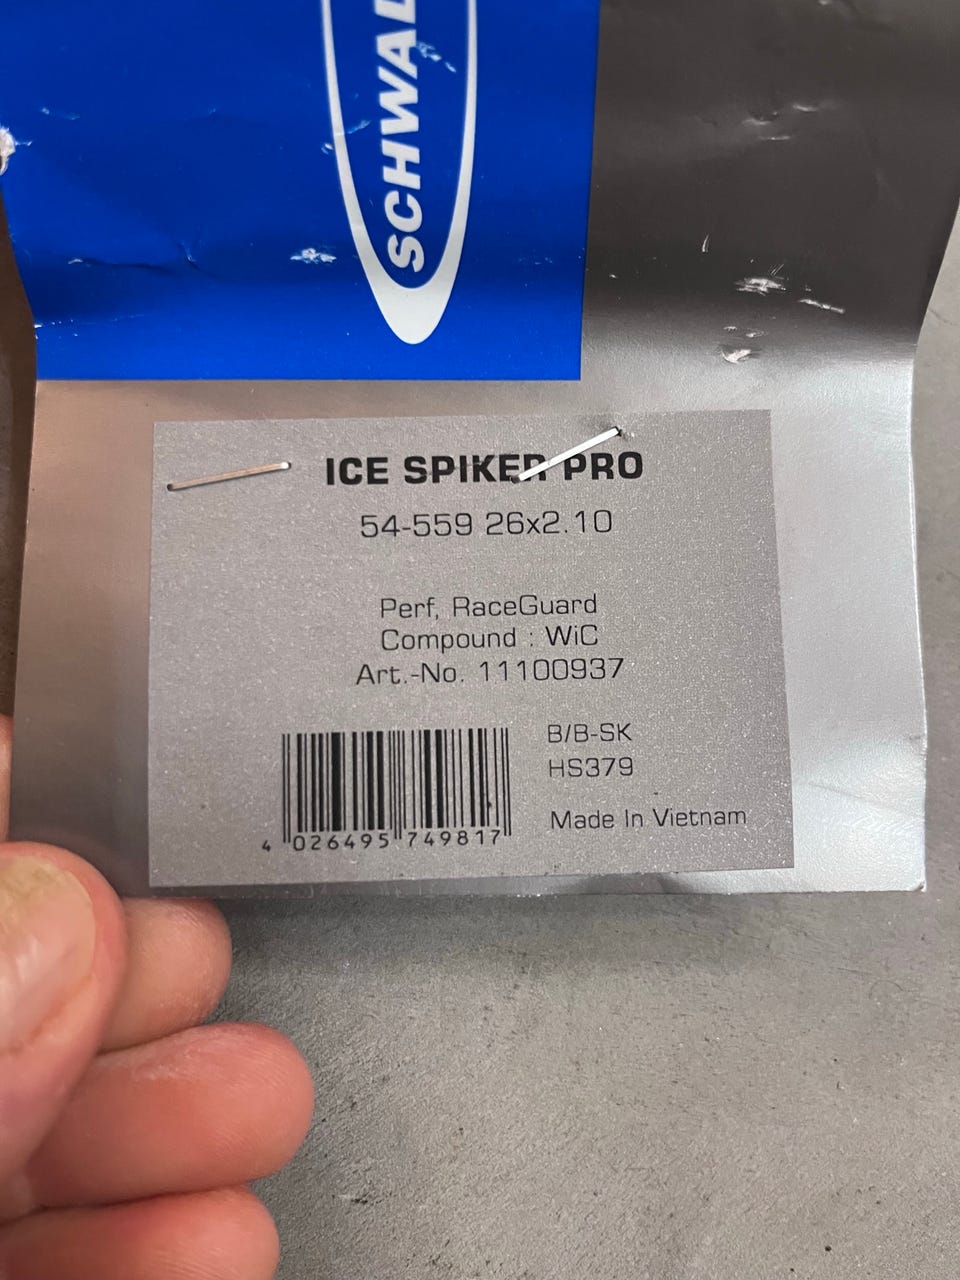 SCHWAL
ICE SPIKER PRO
54-559 26x2.10
Perf, RaceGuard
Compound : WiC
Art.-No. 11100937
B/B-SK
HS379
Made In Vietnam
4 026495 749817